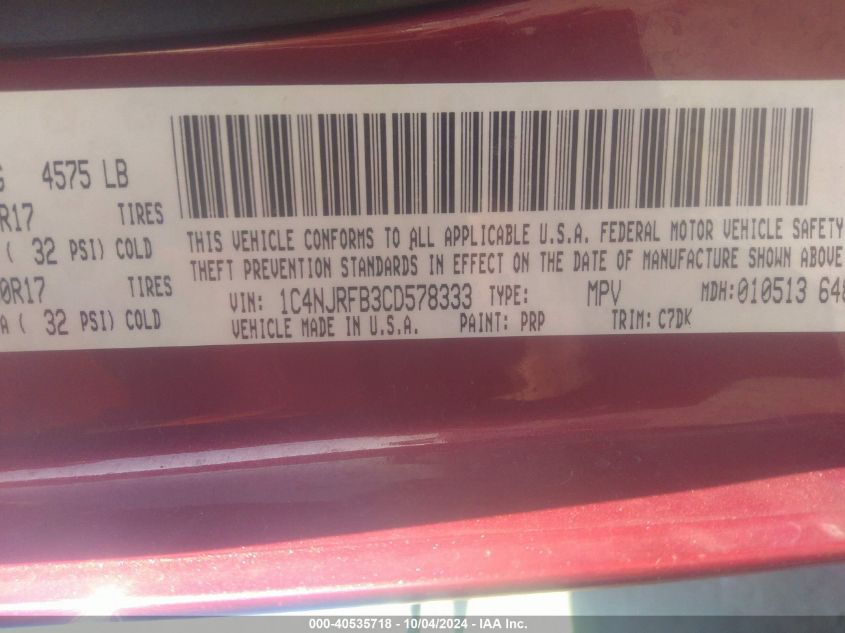 4575 LB
R17 TIRES
( 32 PSI) COLD
0R17 TIRES
A ( 32 PSI) COLD
THIS VEHICLE CONFORMS TO ALL APPLICABLE U.S.A. FEDERAL MOTOR VEHICLE SAFETY
THEFT PREVENTION STANDARDS IN EFFECT ON THE DATE OF MANUFACTURE SHOWN ABOVE
VIN: 1C4NJRFB3CD578333 TYPE: MPV MDH:010513 648
VEHICLE MADE IN U.S.A. PAINT: PRP TRIM: C7DK
000-40535718 - 10/04/2024 - IAA Inc.